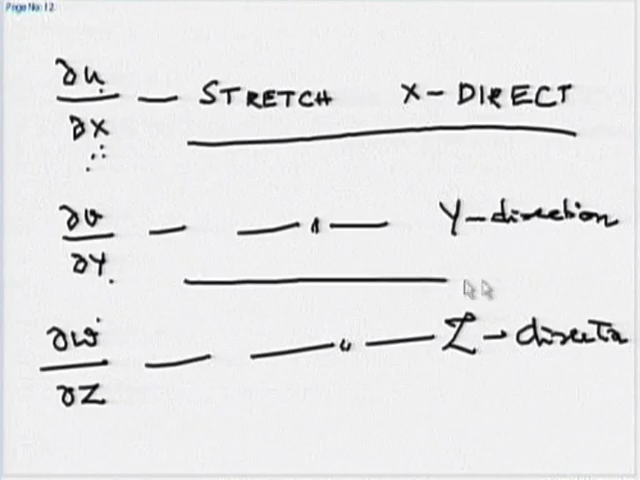 Page No: 12
∂u/∂x — STRETCH X - DIRECT
∂v/∂Y — — " — Y - direction
∂w/∂Z — — " — Z - directn